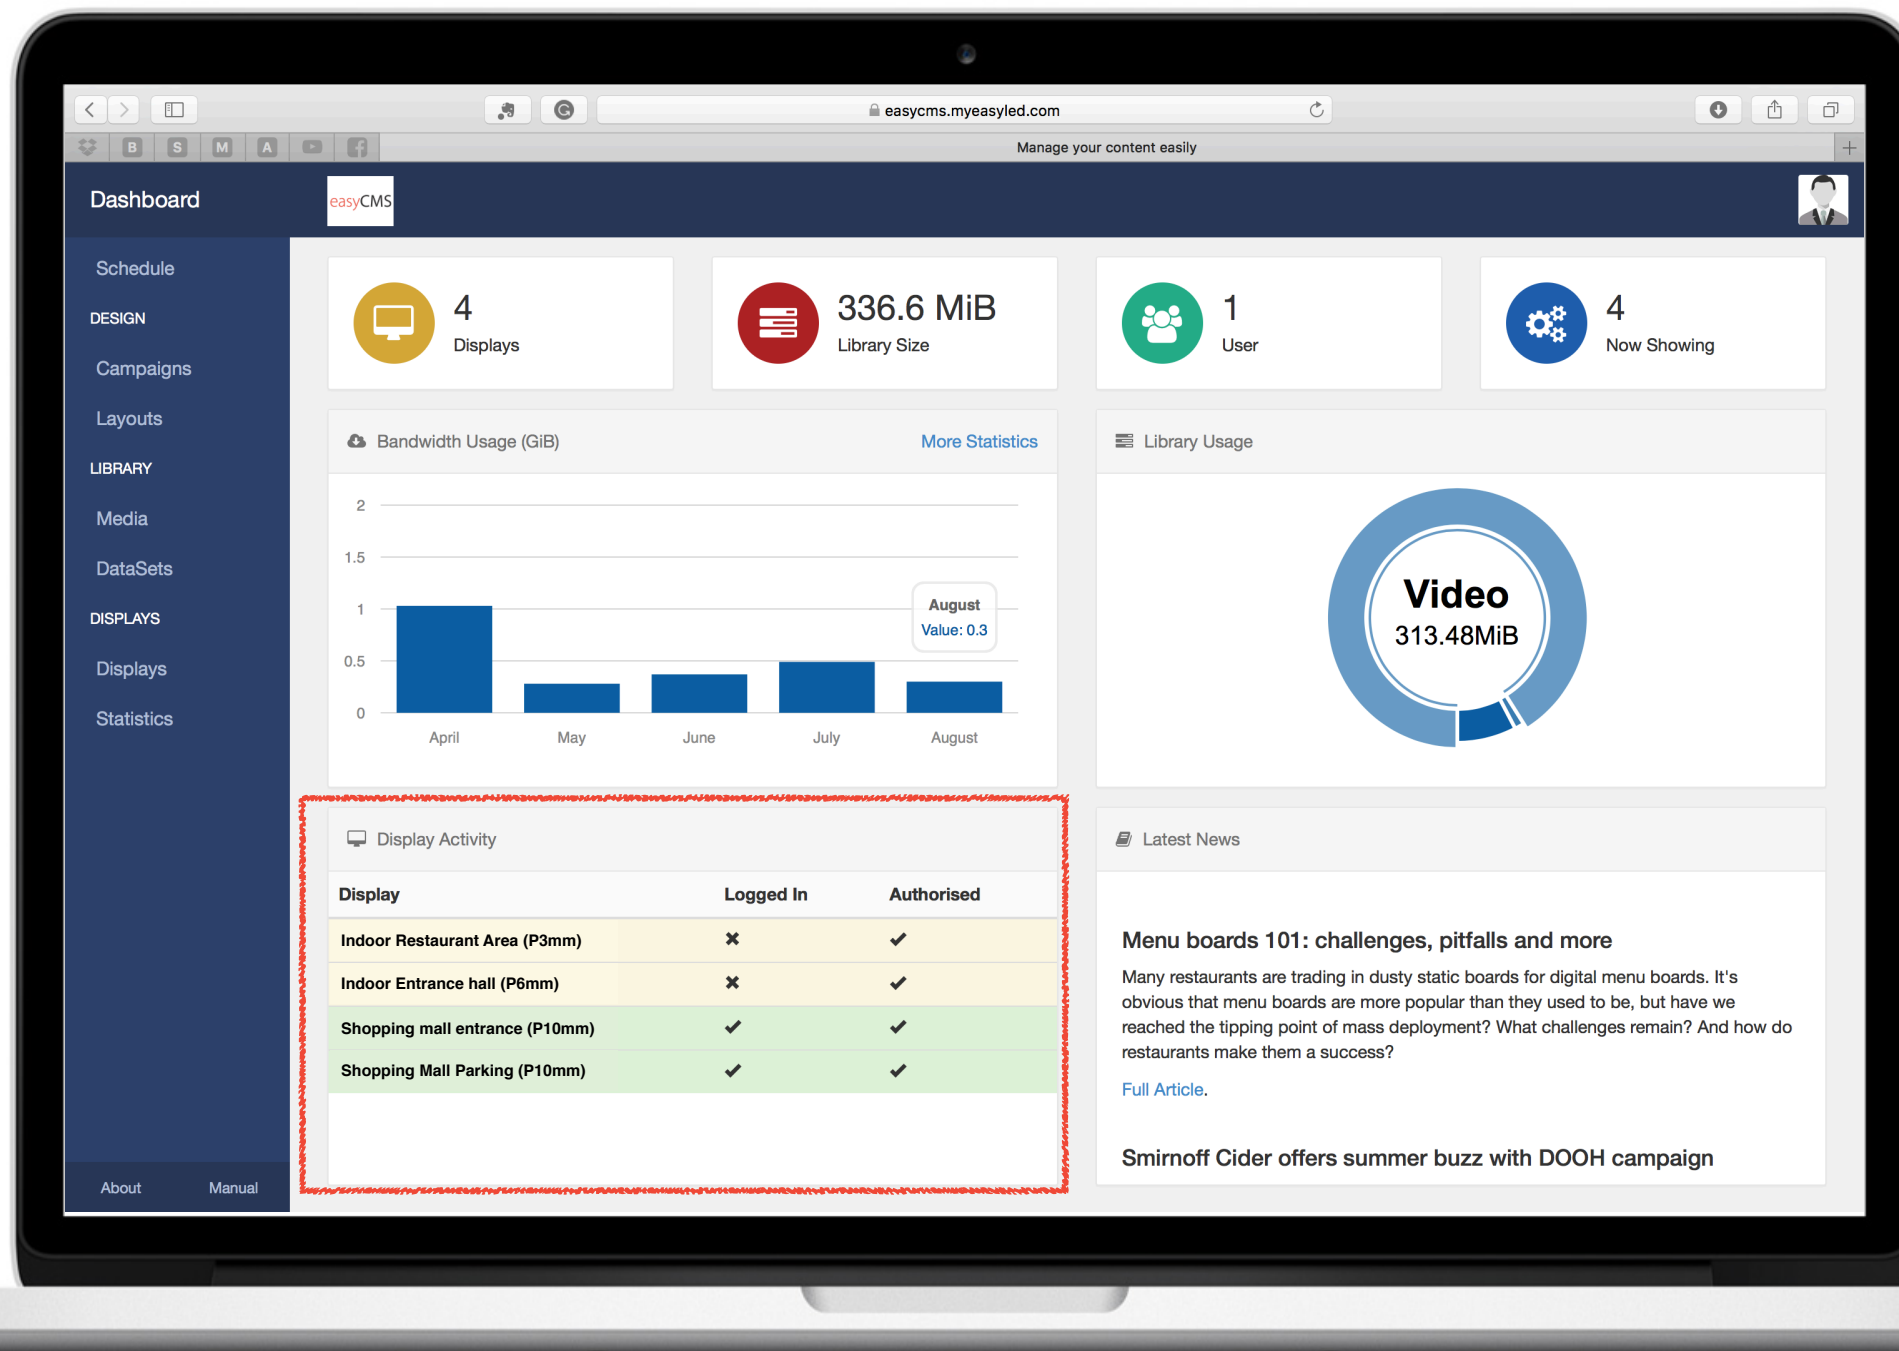 easycms.myeasyled.com
B S M A
Manage your content easily
Dashboard
easyCMS
Schedule
DESIGN
Campaigns
Layouts
LIBRARY
Media
DataSets
DISPLAYS
Displays
Statistics
About Manual
4
Displays
336.6 MiB
Library Size
1
User
4
Now Showing
Bandwidth Usage (GiB) More Statistics
2
1.5
1
0.5
0
August
Value: 0.3
April May June July August
Library Usage
Video
313.48MiB
Display Activity
Display Logged In Authorised
Indoor Restaurant Area (P3mm)
Indoor Entrance hall (P6mm)
Shopping mall entrance (P10mm)
Shopping Mall Parking (P10mm)
Latest News
Menu boards 101: challenges, pitfalls and more
Many restaurants are trading in dusty static boards for digital menu boards. It's
obvious that menu boards are more popular than they used to be, but have we
reached the tipping point of mass deployment? What challenges remain? And how do
restaurants make them a success?
Full Article.
Smirnoff Cider offers summer buzz with DOOH campaign